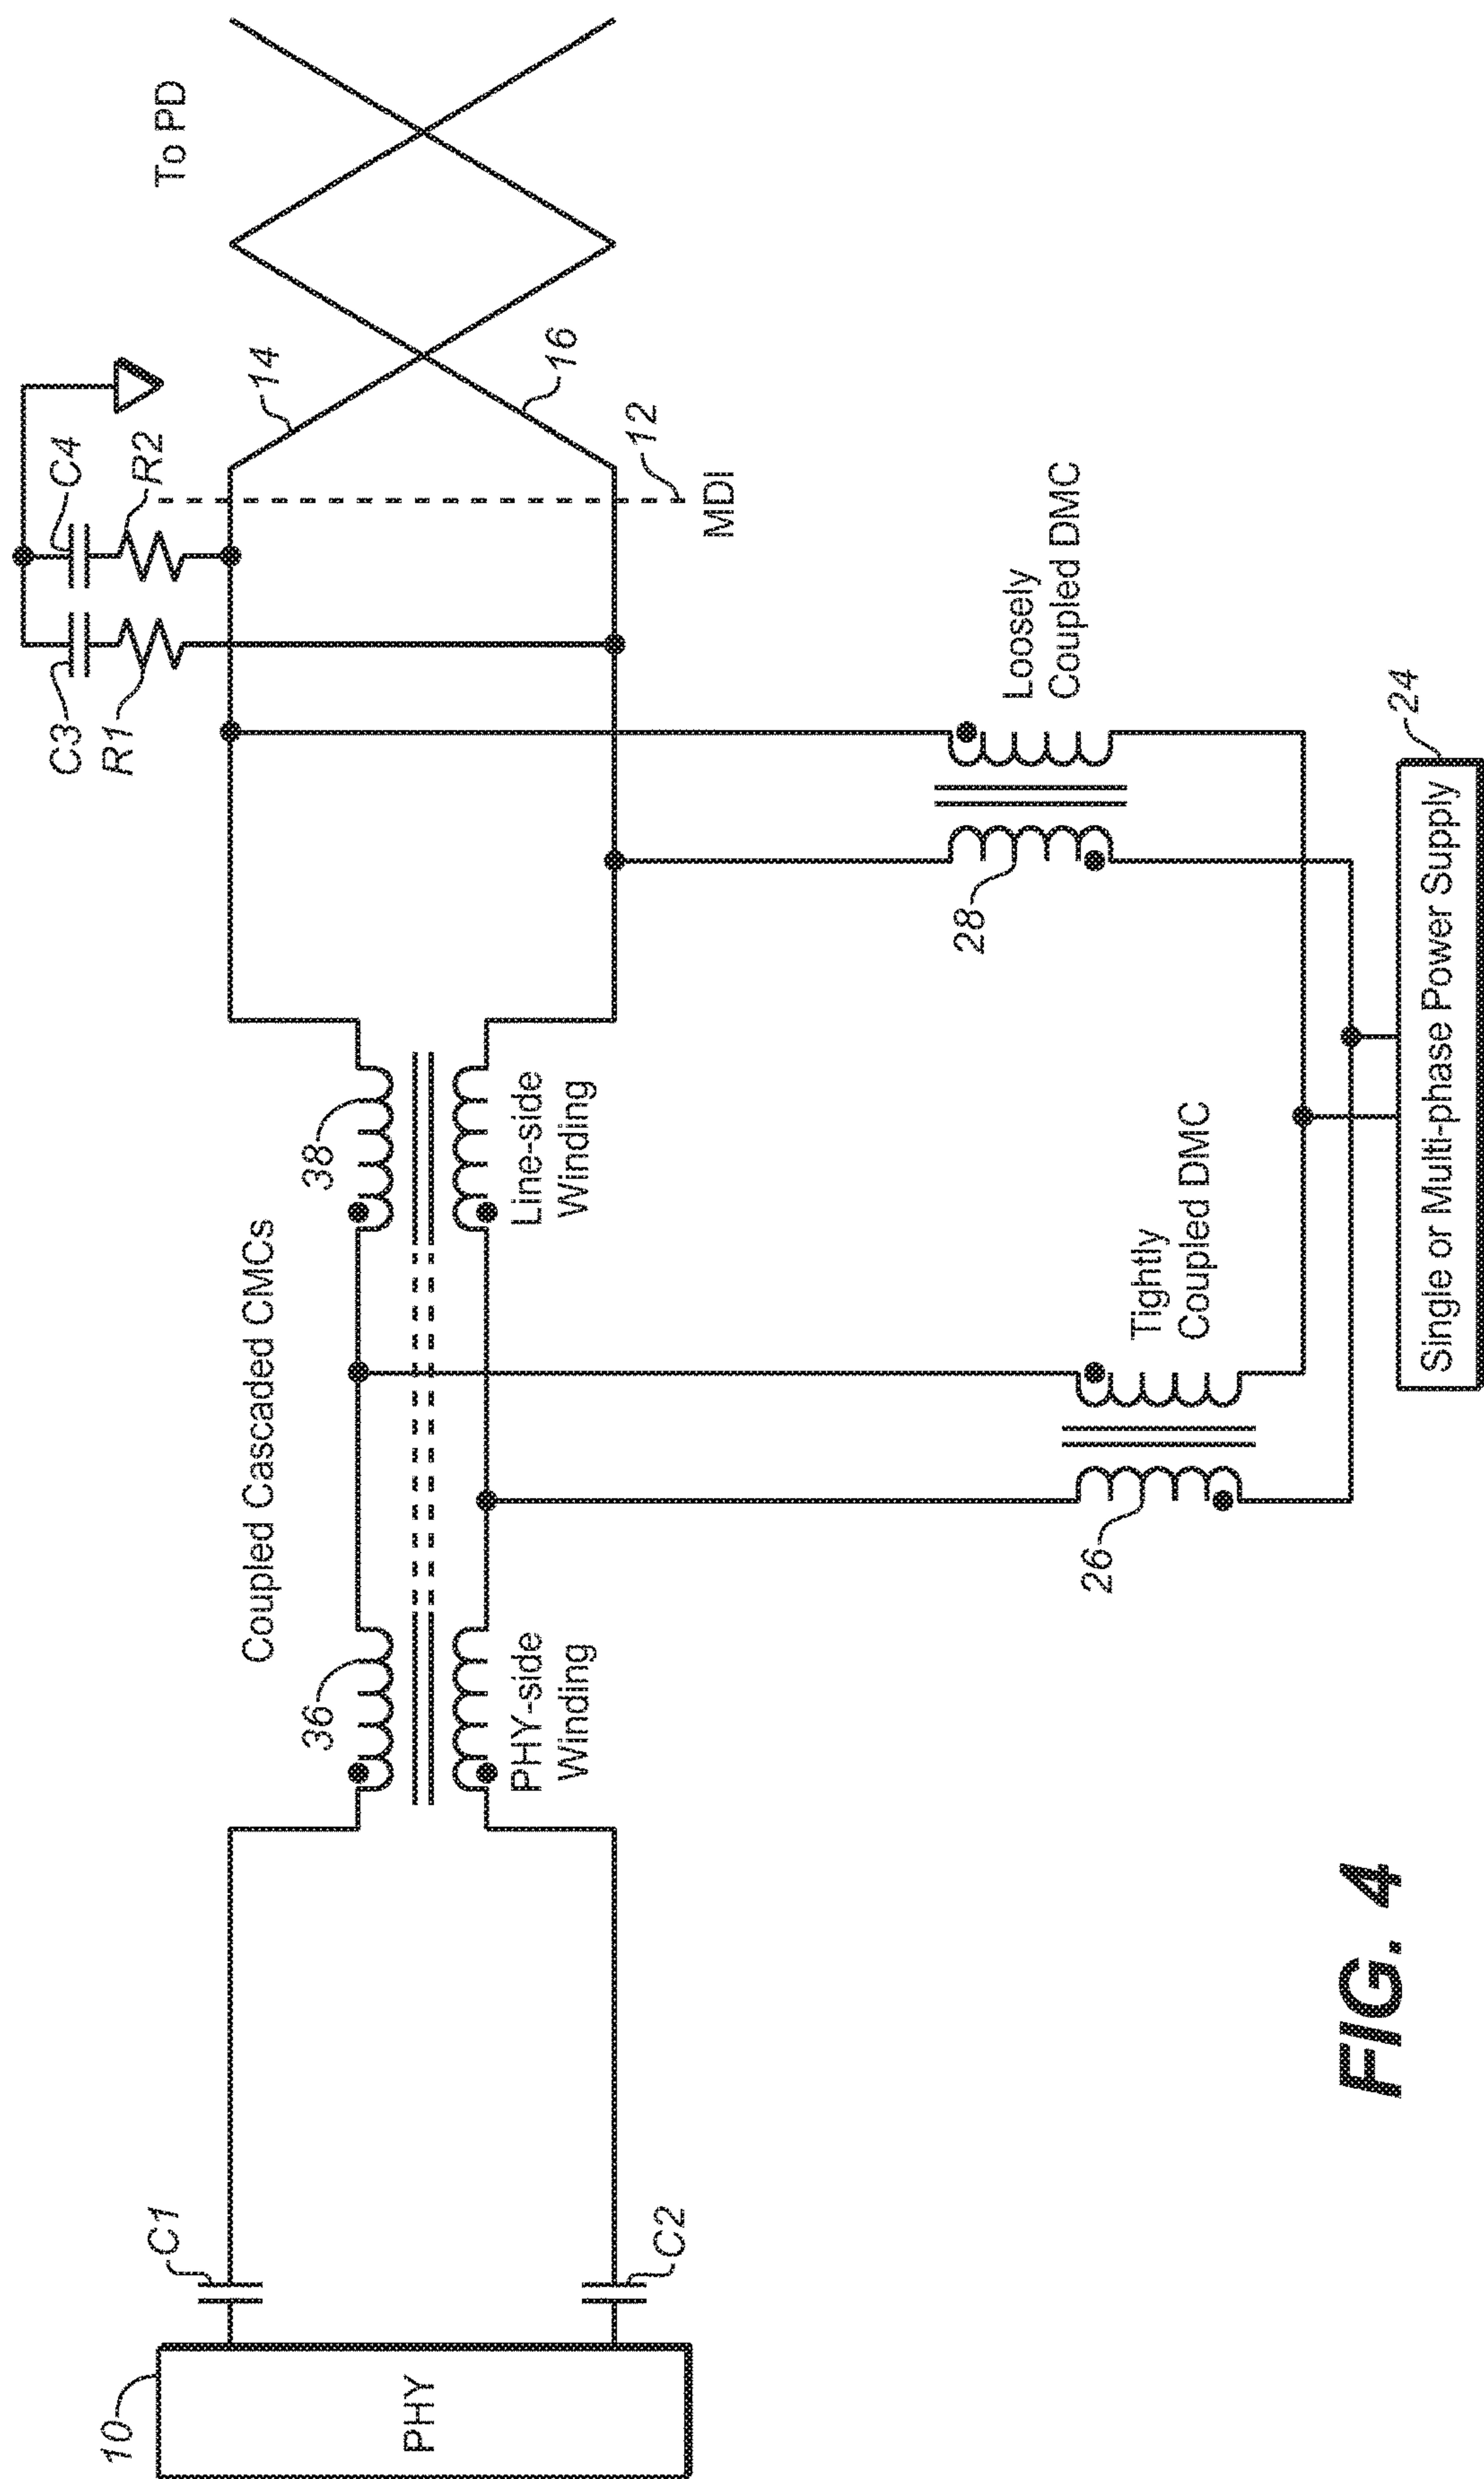 To PD
C3
C4
R1
R2
14
16
12
MDI
Coupled Cascaded CMCs
36
38
PHY-side
Winding
Line-side
Winding
C1
C2
10
PHY
26
Tightly
Coupled DMC
28
Loosely
Coupled DMC
24
Single or Multi-phase Power Supply
FIG. 4